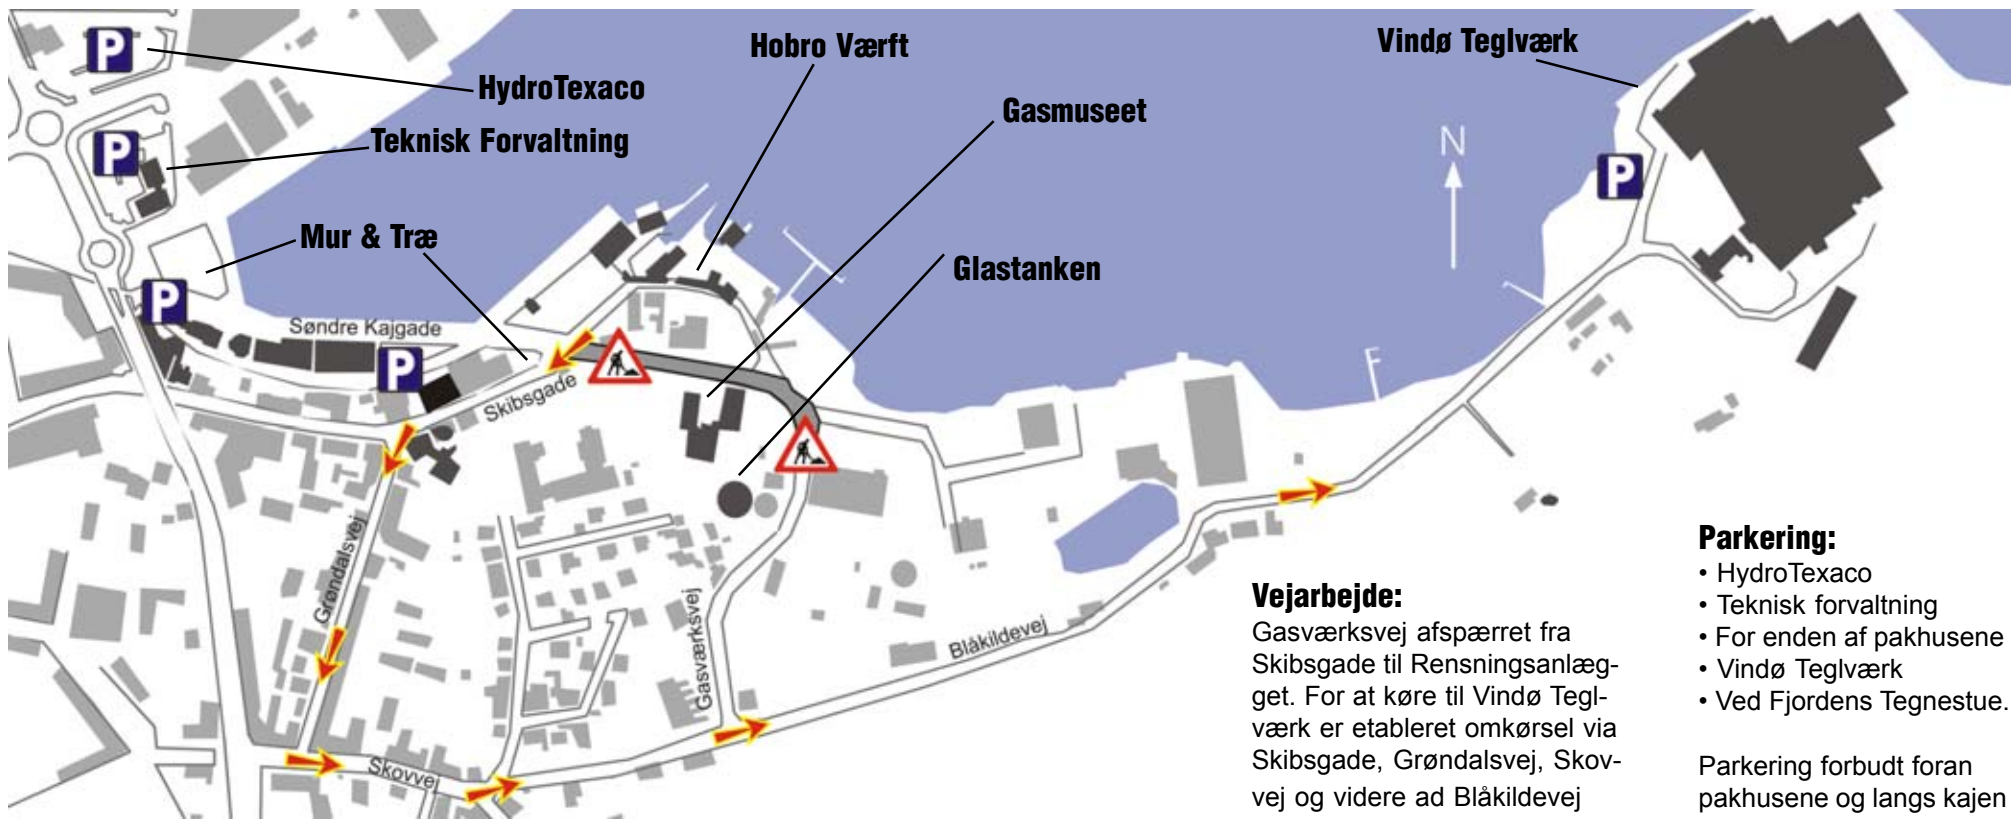 P
HydroTexaco
P
Teknisk Forvaltning
Hobro Værft
Gasmuseet
Vindø Teglværk
N
P
Mur & Træ
Glastanken
P
Søndre Kajgade
P
Skibsgade
Grøndalsvej
Gasværksvej
Blåkildevej
Skovvej
Vejarbejde:
Gasværksvej afspærret fra
Skibsgade til Rensningsanlæg-
get. For at køre til Vindø Tegl-
værk er etableret omkørsel via
Skibsgade, Grøndalsvej, Skov-
vej og videre ad Blåkildevej
Parkering:
• HydroTexaco
• Teknisk forvaltning
• For enden af pakhusene
• Vindø Teglværk
• Ved Fjordens Tegnestue.
Parkering forbudt foran
pakhusene og langs kajen